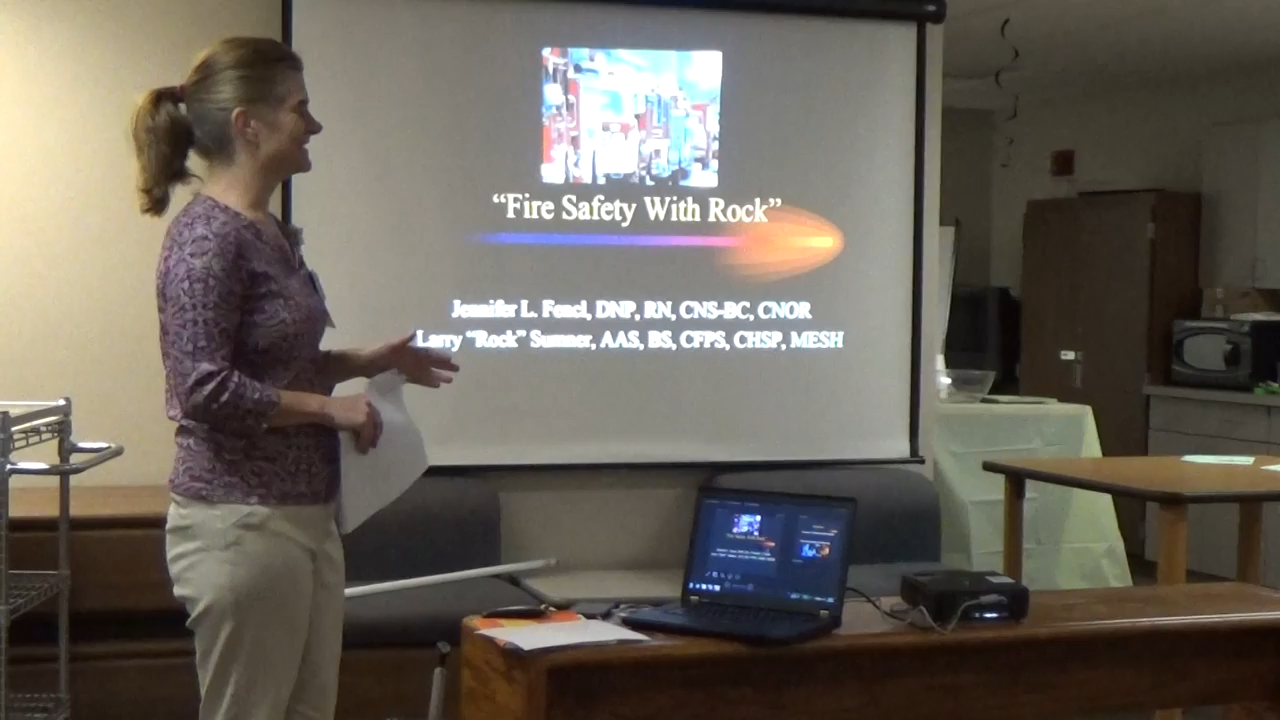 “Fire Safety With Rock”
Jennifer L. Fencl, DNP, RN, CNS-BC, CNOR
Larry “Rock” Sumner, AAS, BS, CFPS, CHSP, MESH